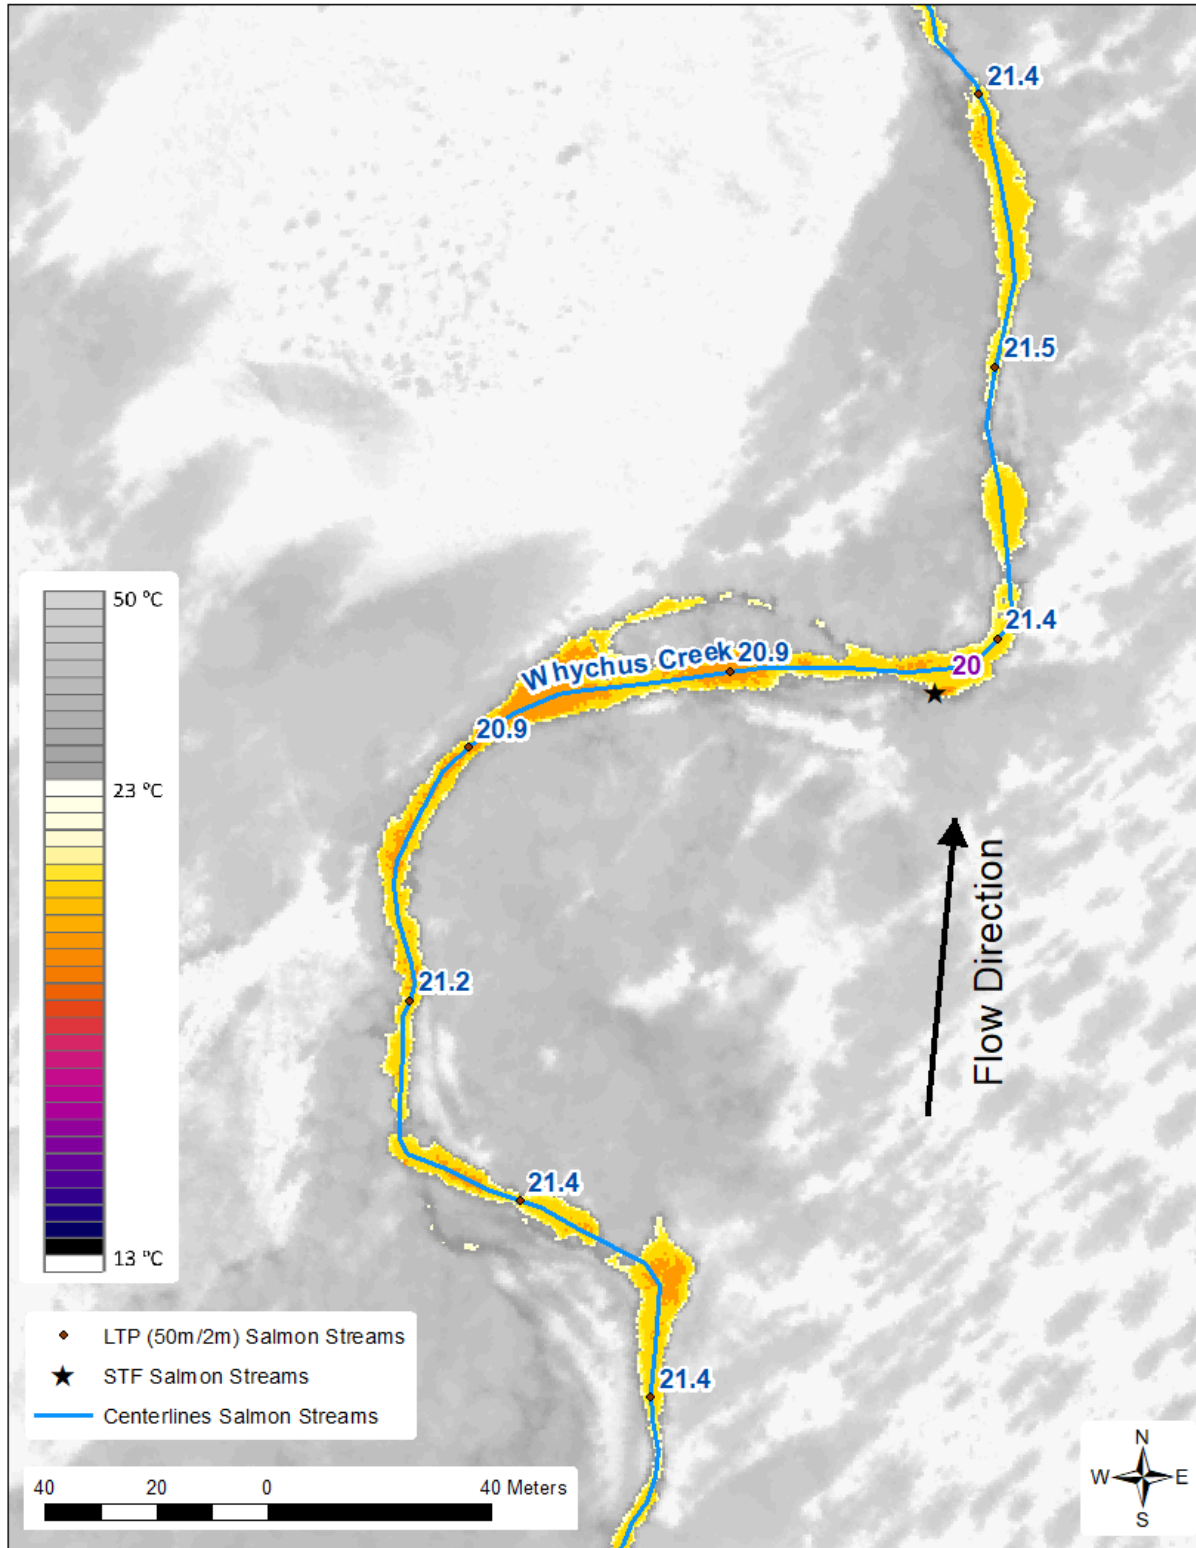 21.4
21.5
21.4
Whychus Creek 20.9
20
20.9
21.2
21.4
21.4
Flow Direction
50 °C
23 °C
13 °C
LTP (50m/2m) Salmon Streams
STF Salmon Streams
Centerlines Salmon Streams
40 20 0 40 Meters
N
W E
S